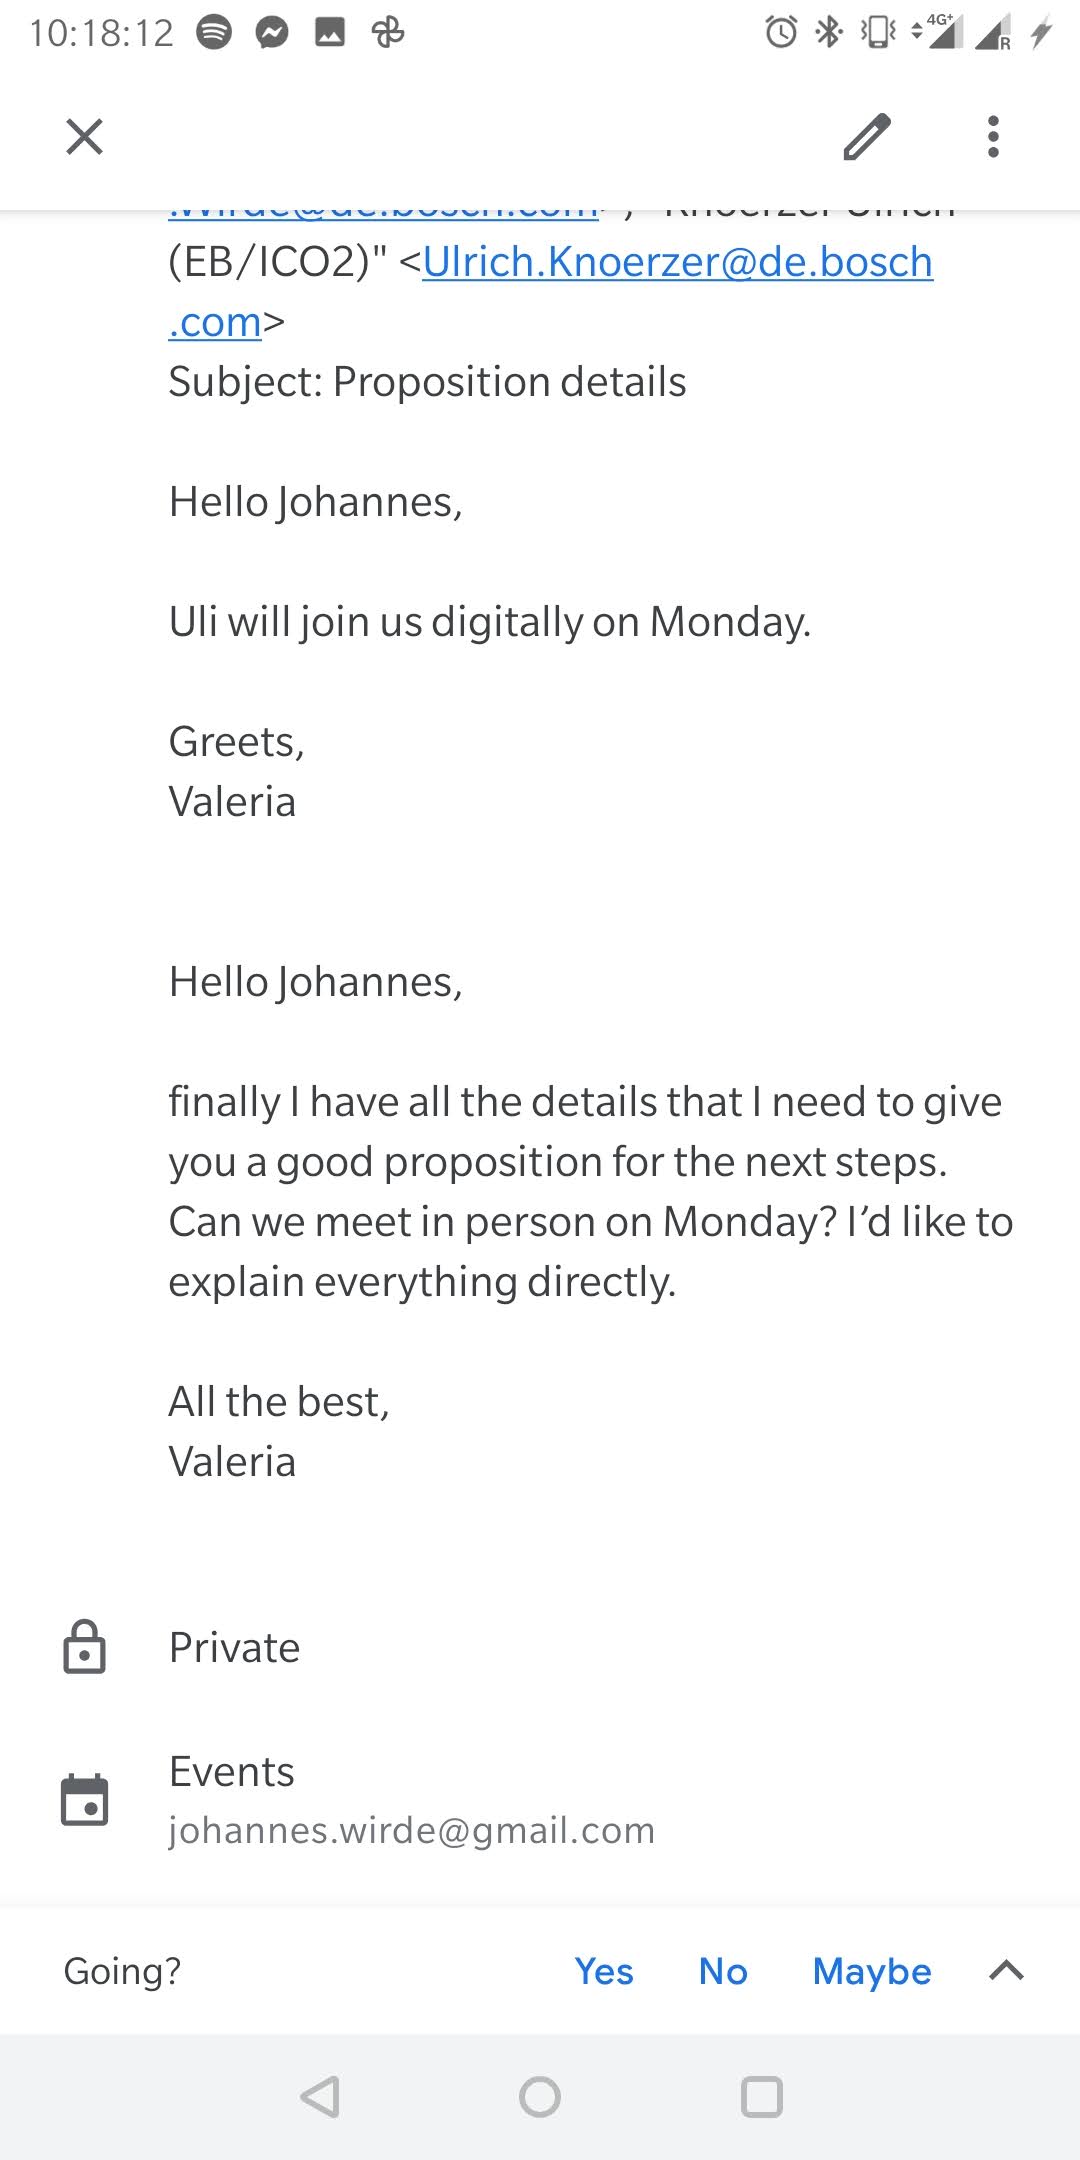 10:18:12
4G+
R
(EB/ICO2)" <Ulrich.Knoerzer@de.bosch
.com>
Subject: Proposition details
Hello Johannes,
Uli will join us digitally on Monday.
Greets,
Valeria
Hello Johannes,
finally I have all the details that I need to give
you a good proposition for the next steps.
Can we meet in person on Monday? I’d like to
explain everything directly.
All the best,
Valeria
Private
Events
johannes.wirde@gmail.com
Going?
Yes No Maybe